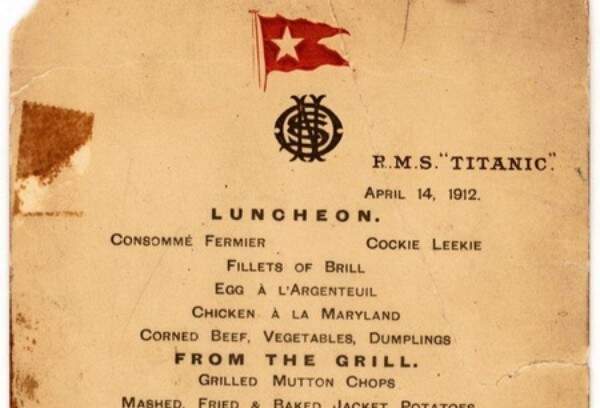 R.M.S. "TITANIC".
APRIL 14, 1912.
LUNCHEON.
CONSOMMÉ FERMIER COCKIE LEEKIE
FILLETS OF BRILL
EGG À L'ARGENTEUIL
CHICKEN À LA MARYLAND
CORNED BEEF, VEGETABLES, DUMPLINGS
FROM THE GRILL.
GRILLED MUTTON CHOPS
MASHED, FRIED & BAKED JACKET POTATOES